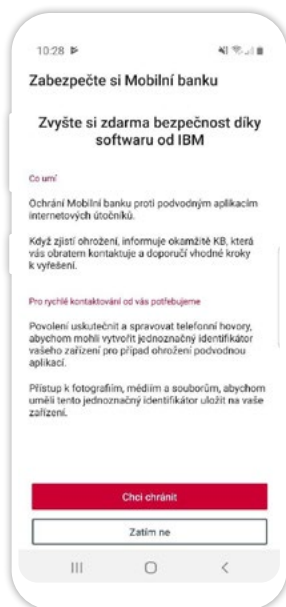 10:28
Zabezpečte si Mobilní banku
Zvyšte si zdarma bezpečnost díky
softwaru od IBM
Co umí
Ochrání Mobilní banku proti podvodným aplikacím
internetových útočníků.
Když zjistí ohrožení, informuje okamžitě KB, která
vás obratem kontaktuje a doporučí vhodné kroky
k vyřešení.
Pro rychlé kontaktování od vás potřebujeme
Povolení uskutečnit a spravovat telefonní hovory,
abychom mohli vytvořit jednoznačný identifikátor
vašeho zařízení pro případ ohrožení podvodnou
aplikací.
Přístup k fotografiím, médiím a souborům, abychom
uměli tento jednoznačný identifikátor uložit na vaše
zařízení.
Chci chránit
Zatím ne